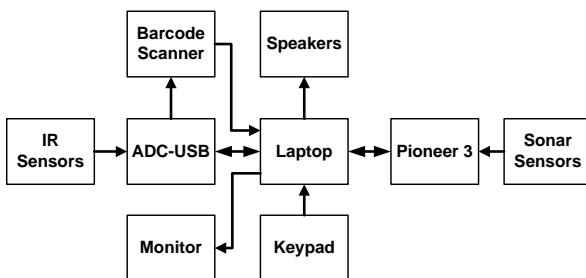 Barcode
Scanner
Speakers
IR
Sensors
ADC-USB
Laptop
Pioneer 3
Sonar
Sensors
Monitor
Keypad